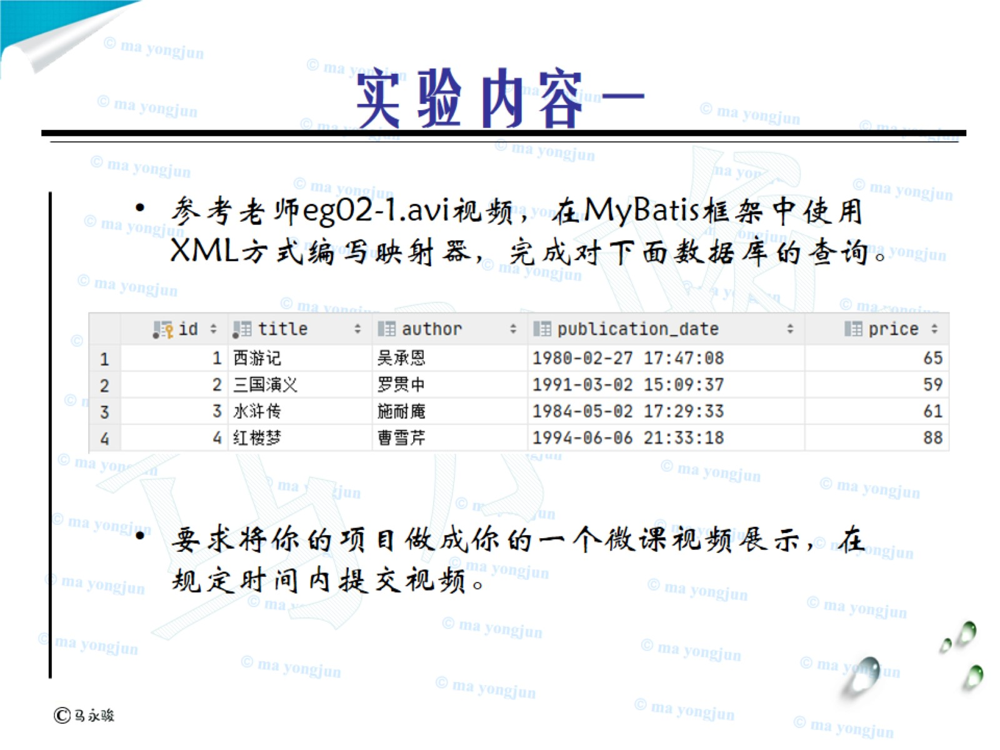 实验内容一
• 参考老师eg02-1.avi视频，在MyBatis框架中使用
XML方式编写映射器，完成对下面数据库的查询。
id title author publication_date price
1 1 西游记 吴承恩 1980-02-27 17:47:08 65
2 2 三国演义 罗贯中 1991-03-02 15:09:37 59
3 3 水浒传 施耐庵 1984-05-02 17:29:33 61
4 4 红楼梦 曹雪芹 1994-06-06 21:33:18 88
• 要求将你的项目做成你的一个微课视频展示，在
规定时间内提交视频。
©马永骏
© ma yongjun